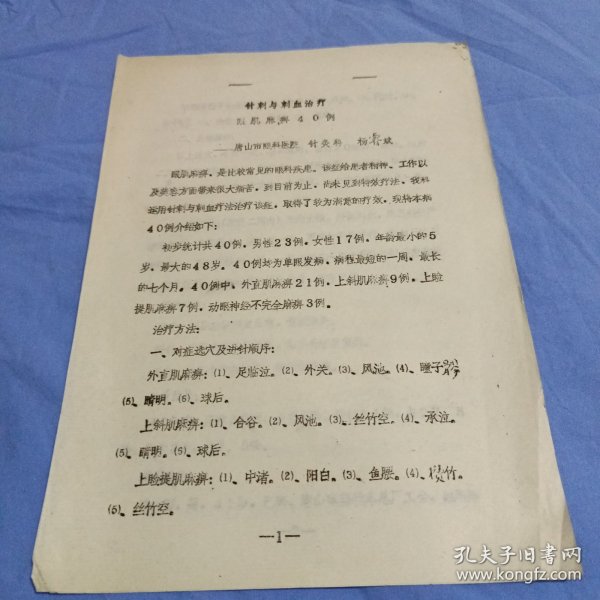 针刺与刺血治疗
眼肌麻痹40例
——唐山市眼科医院 针灸科 杨 斌
眼肌麻痹，是比较常见的眼科疾患。该症给患者精神、工作以
及美容方面带来很大痛苦，到目前为止，尚未见到特效疗法，我科
运用针刺与刺血疗法治疗该症，取得了较为满意的疗效，现将本病
40例介绍如下：
初步统计共40例，男性23例，女性17例，年龄最小的5
岁，最大的48岁。40例均为单眼发病，病程最短的一周，最长
的七个月。40例中，外直肌麻痹21例，上斜肌麻痹9例，上睑
提肌麻痹7例，动眼神经不完全麻痹3例。
治疗方法：
一、对症选穴及进针顺序：
外直肌麻痹：⑴、足临泣。⑵、外关。⑶、风池。⑷、瞳子
⑸、睛明。⑹、球后。
上斜肌麻痹：⑴、合谷。⑵、风池。⑶、丝竹空。⑷、承泣。
⑸、睛明。⑹、球后。
上睑提肌麻痹：⑴、中渚。⑵、阳白。⑶、鱼腰。⑷、攒竹。
⑸、丝竹空。
—1—
孔夫子旧书网
www.kongfz.com